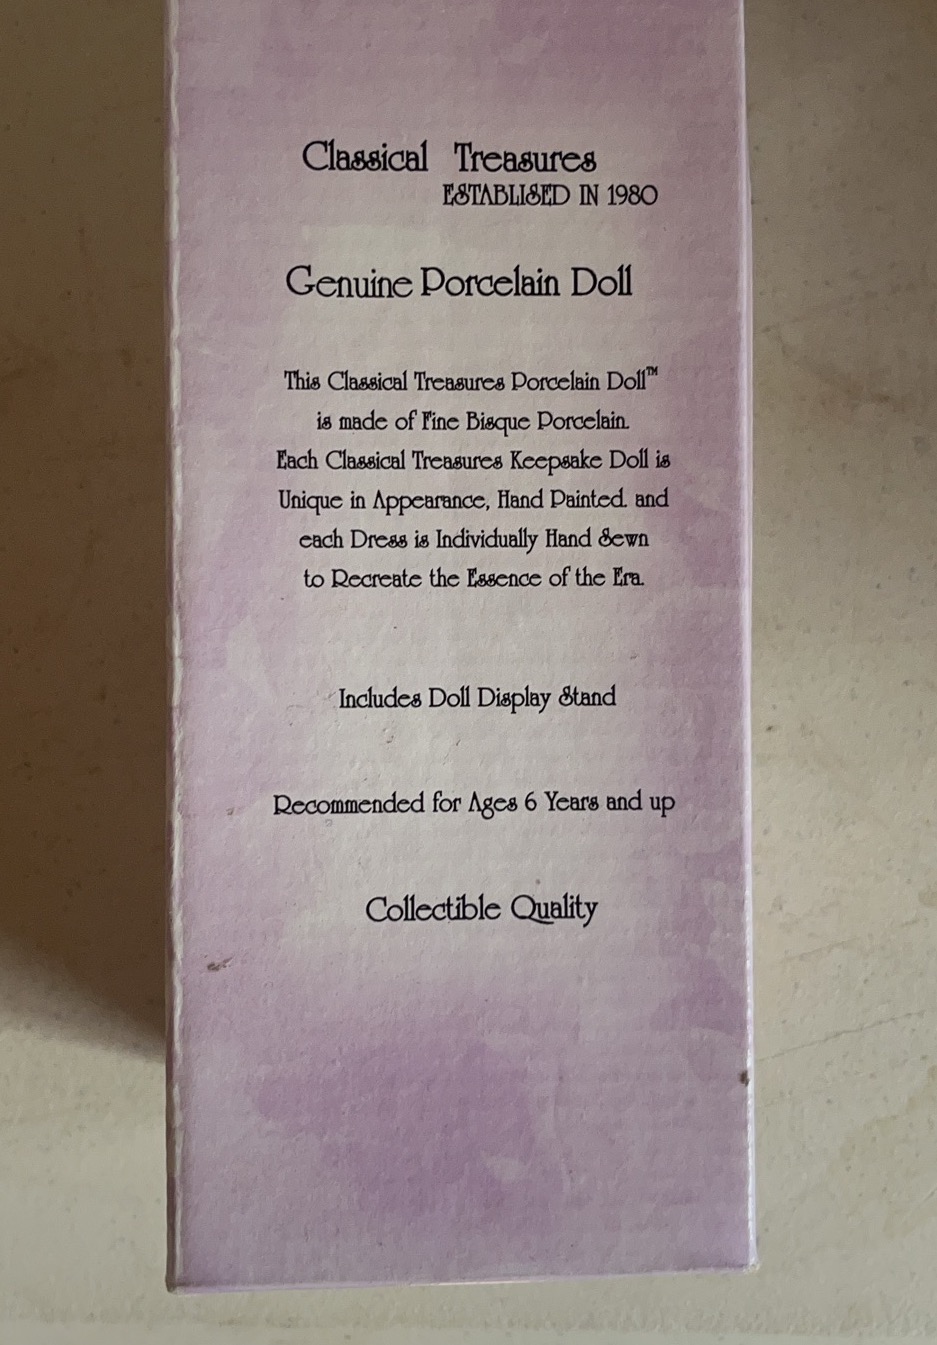 Classical Treasures
ESTABLISED IN 1980
Genuine Porcelain Doll
This Classical Treasures Porcelain Doll™
is made of Fine Bisque Porcelain.
Each Classical Treasures Keepsake Doll is
Unique in Appearance, Hand Painted. and
each Dress is Individually Hand Sewn
to Recreate the Essence of the Era.
Includes Doll Display Stand
Recommended for Ages 6 Years and up
Collectible Quality